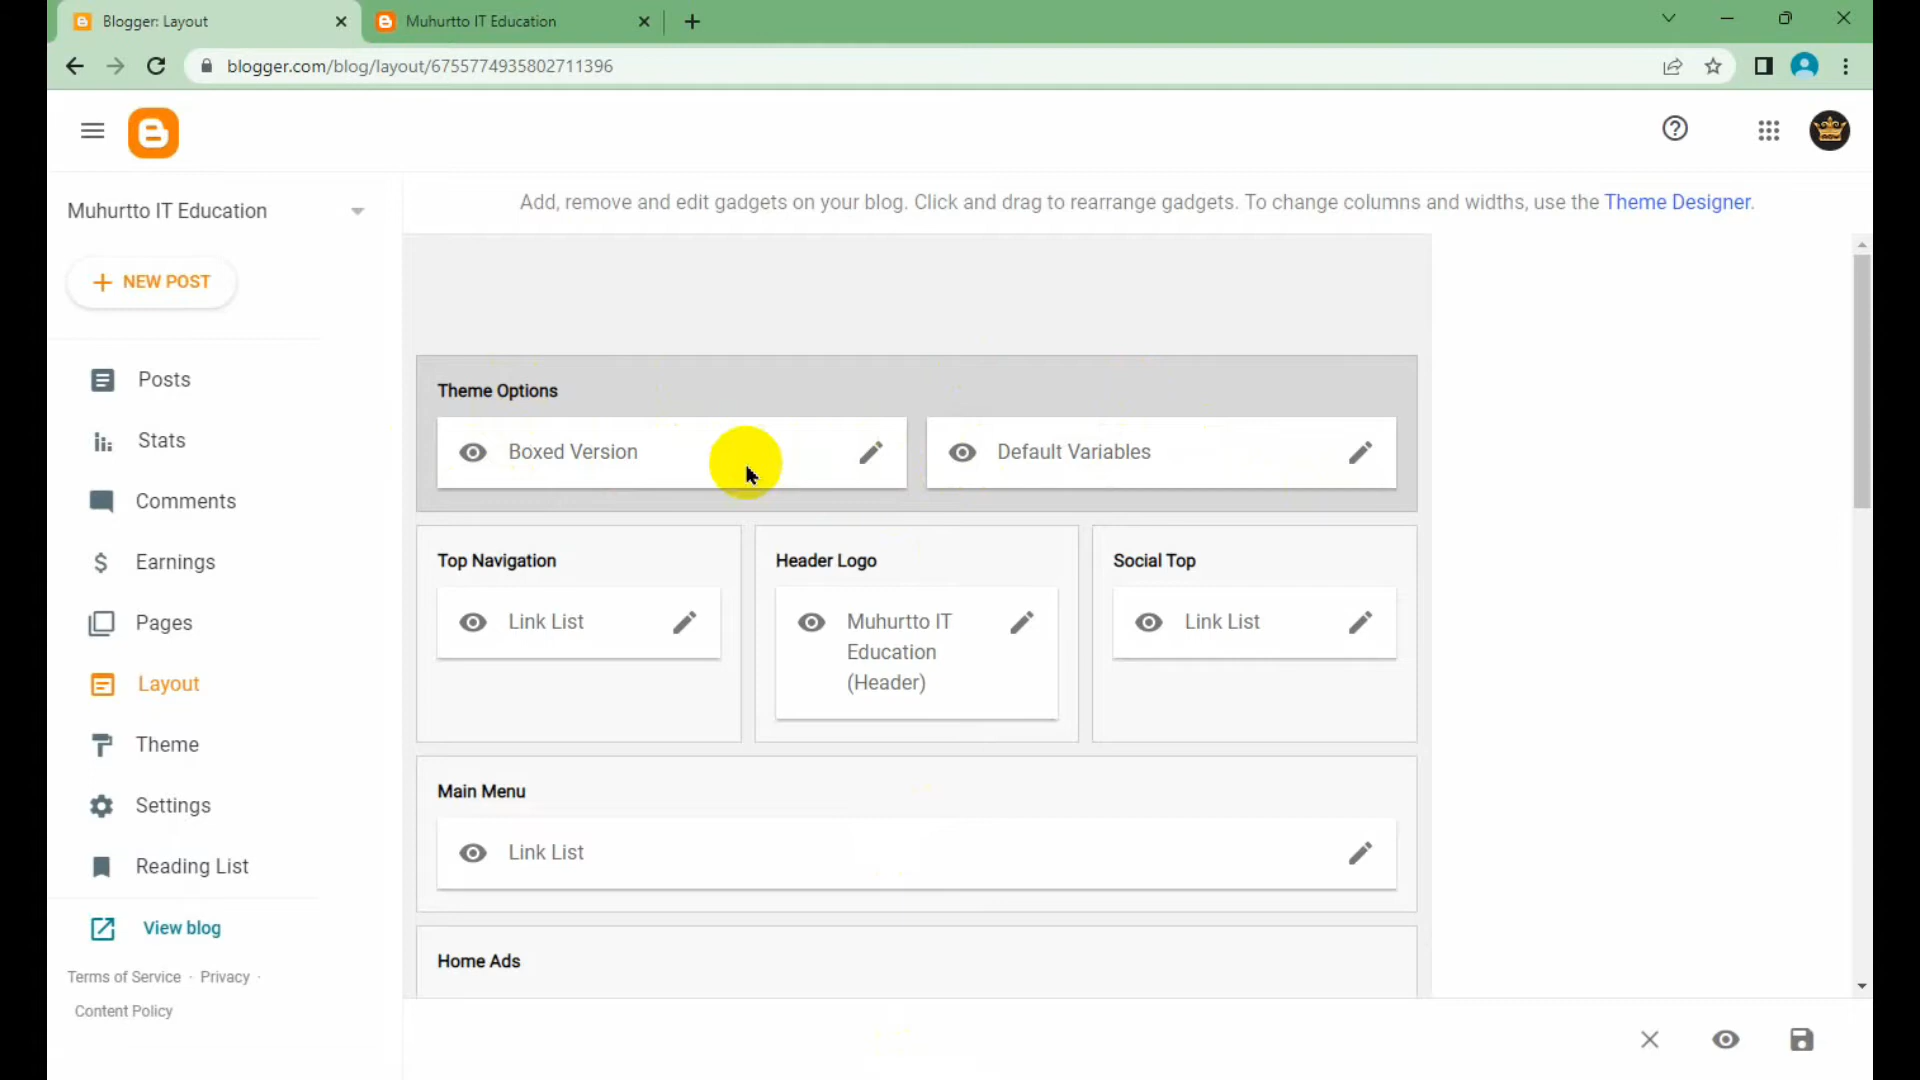 Blogger: Layout
Muhurtto IT Education
blogger.com/blog/layout/6755774935802711396
Muhurtto IT Education
Add, remove and edit gadgets on your blog. Click and drag to rearrange gadgets. To change columns and widths, use the Theme Designer.
NEW POST
Posts
Stats
Comments
Earnings
Pages
Layout
Theme
Settings
Reading List
View blog
Terms of Service · Privacy ·
Content Policy
Theme Options
Boxed Version
Default Variables
Top Navigation
Link List
Header Logo
Muhurtto IT
Education
(Header)
Social Top
Link List
Main Menu
Link List
Home Ads